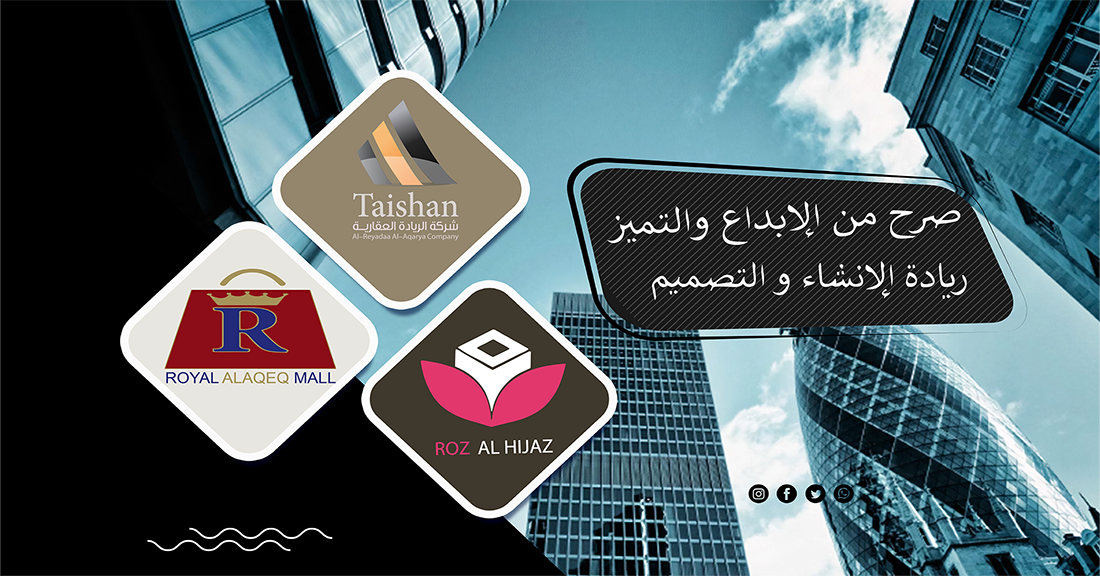 صرح من الإبداع والتميز
ريادة الإنشاء و التصميم
Taishan
شركة الريادة العقارية
Al-Reyadaa Al-Aqarya Company
R
ROYAL ALAQEQ MALL
ROZ AL HIJAZ